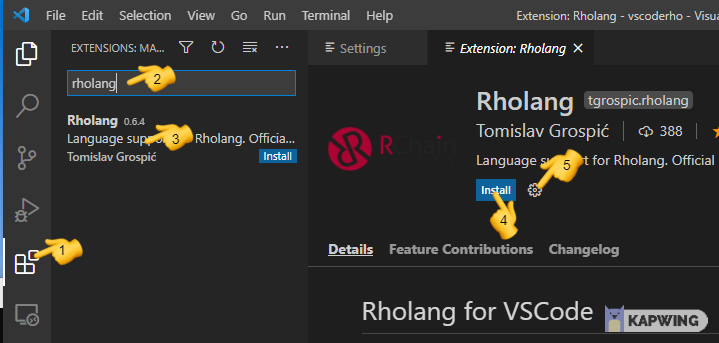 File Edit Selection View Go Run Terminal Help Extension: Rholang - vscoderho - Visua
EXTENSIONS: MA...
Settings
Extension: Rholang
rholang
2
Rholang 0.6.4
Language supp Rholang. Officia...
3
Tomislav Grospić
Install
1
RChain
Rholang tgrospic.rholang
Tomislav Grospić 388
Language su t for Rholang. Official
5
Install
4
Details Feature Contributions Changelog
Rholang for VSCode
KAPWING